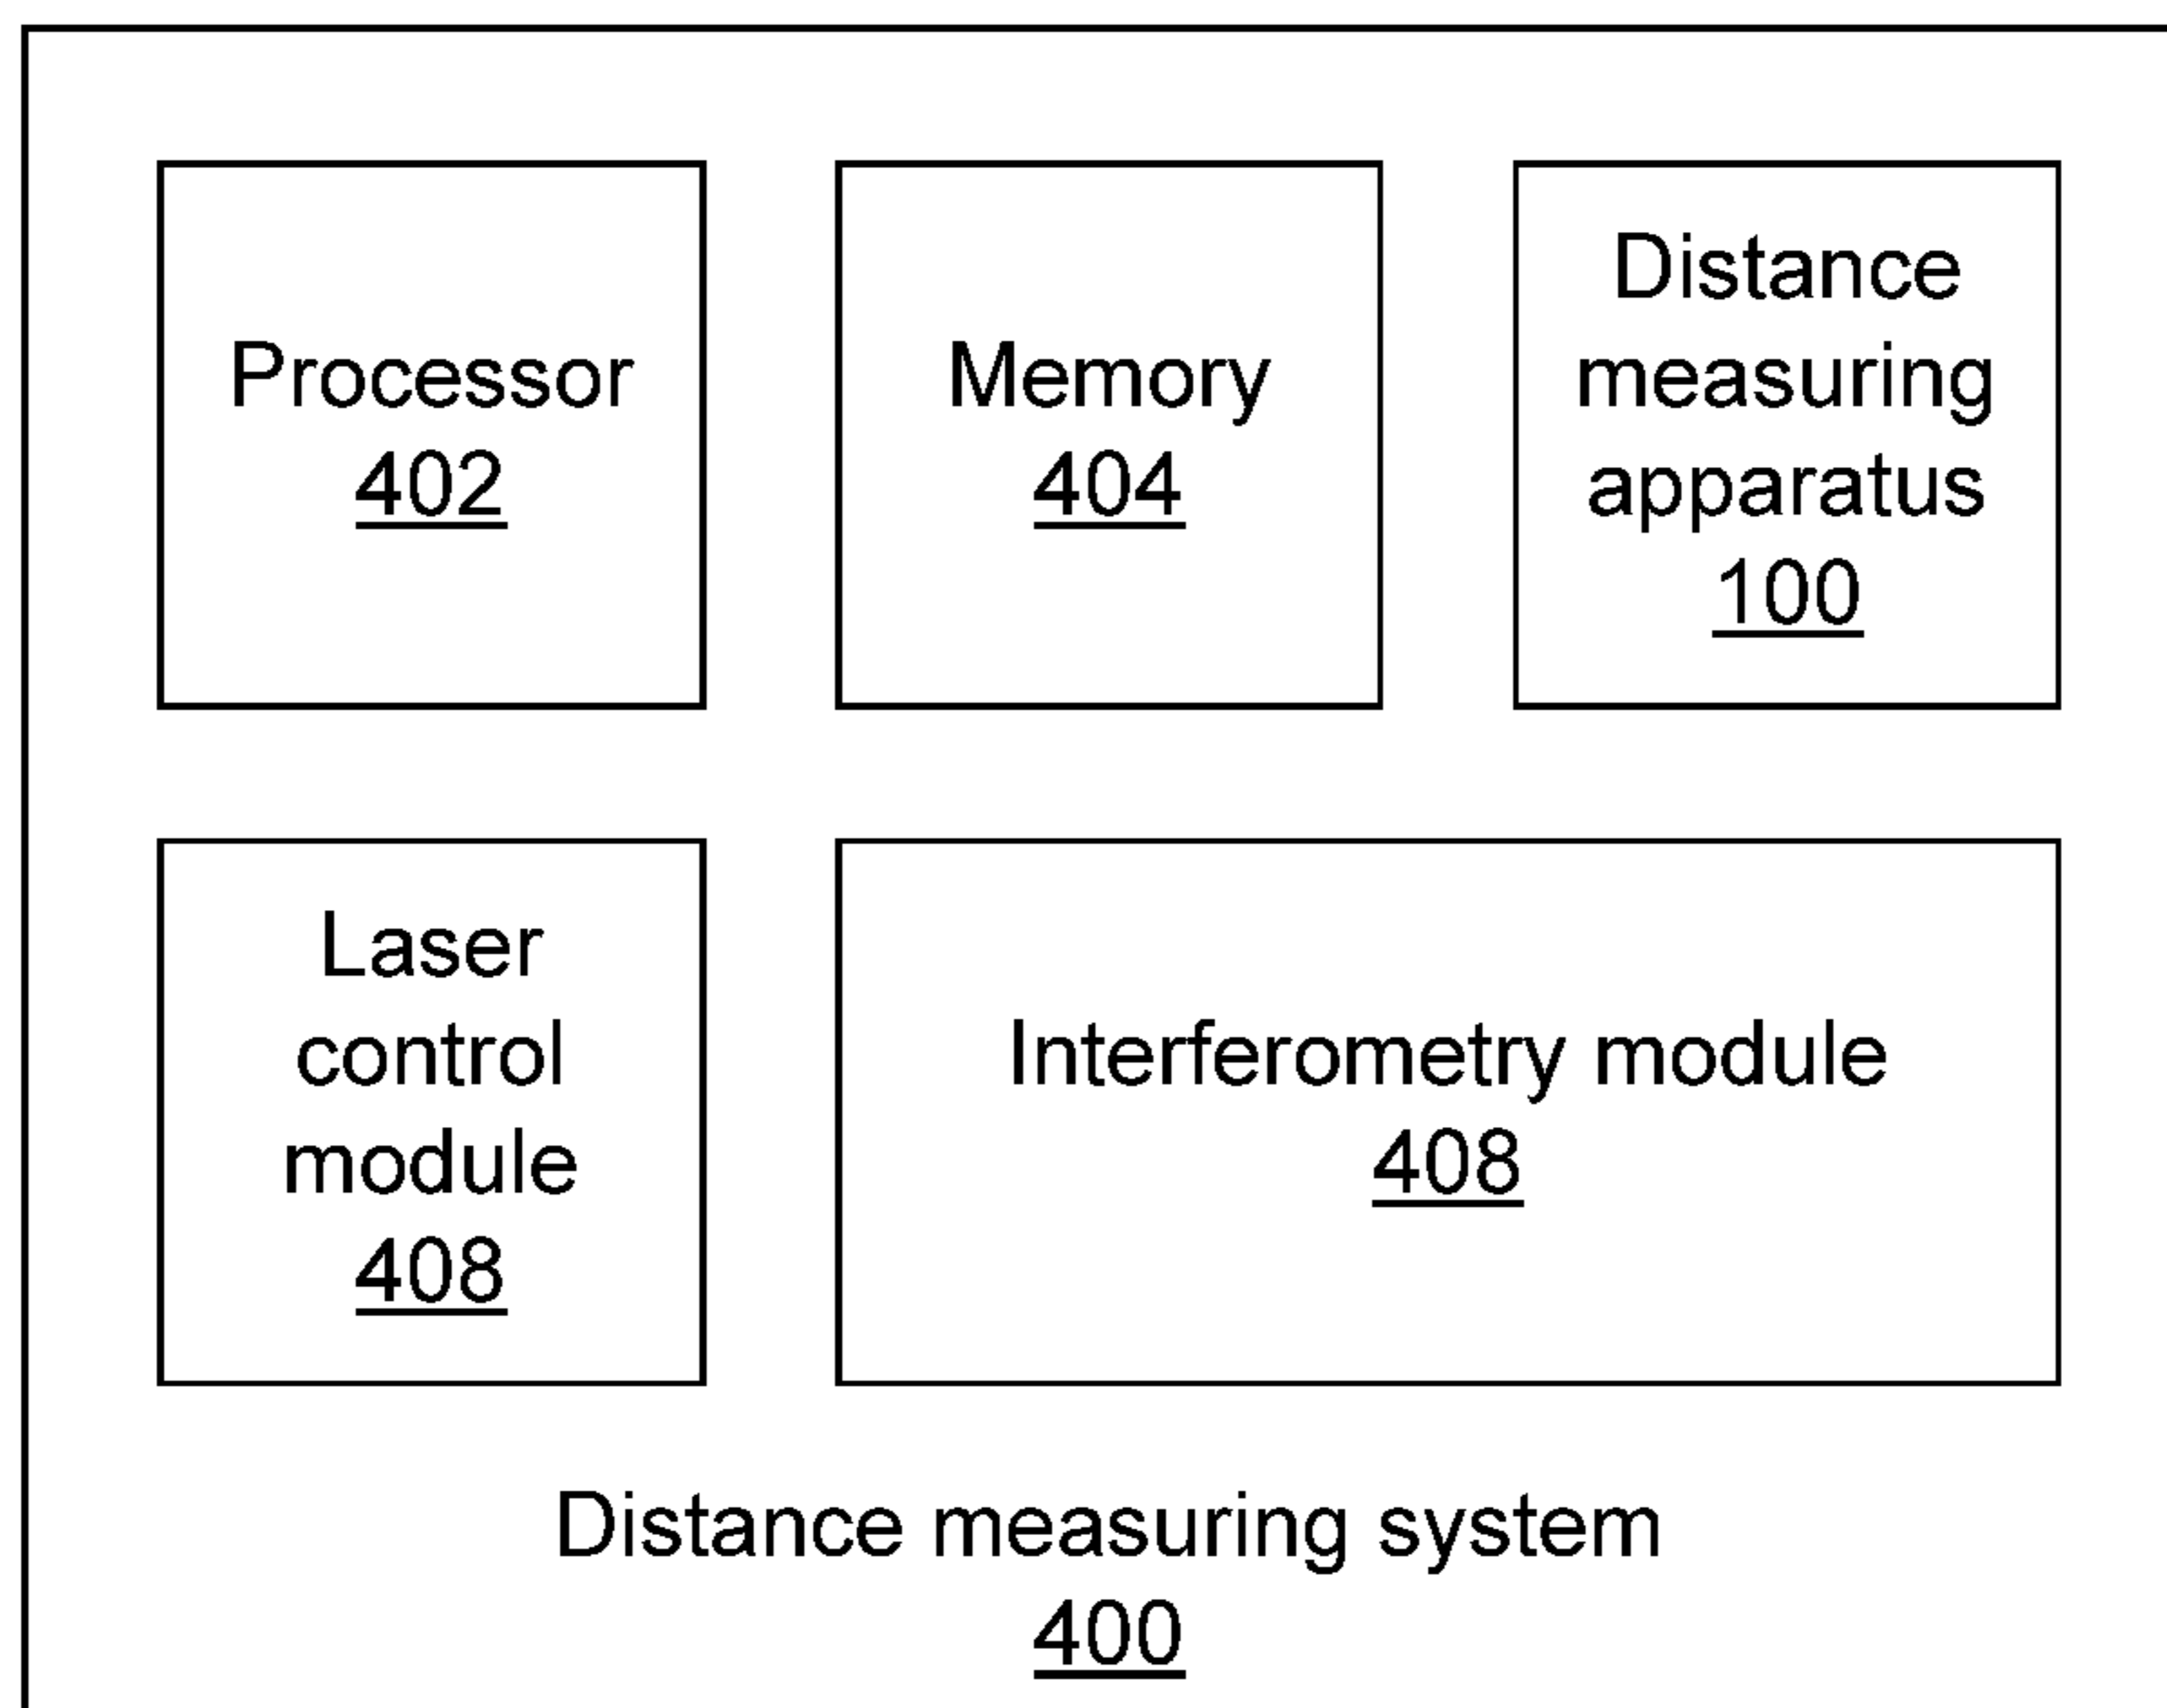 Processor
402
Memory
404
Distance
measuring
apparatus
100
Laser
control
module
408
Interferometry module
408
Distance measuring system
400